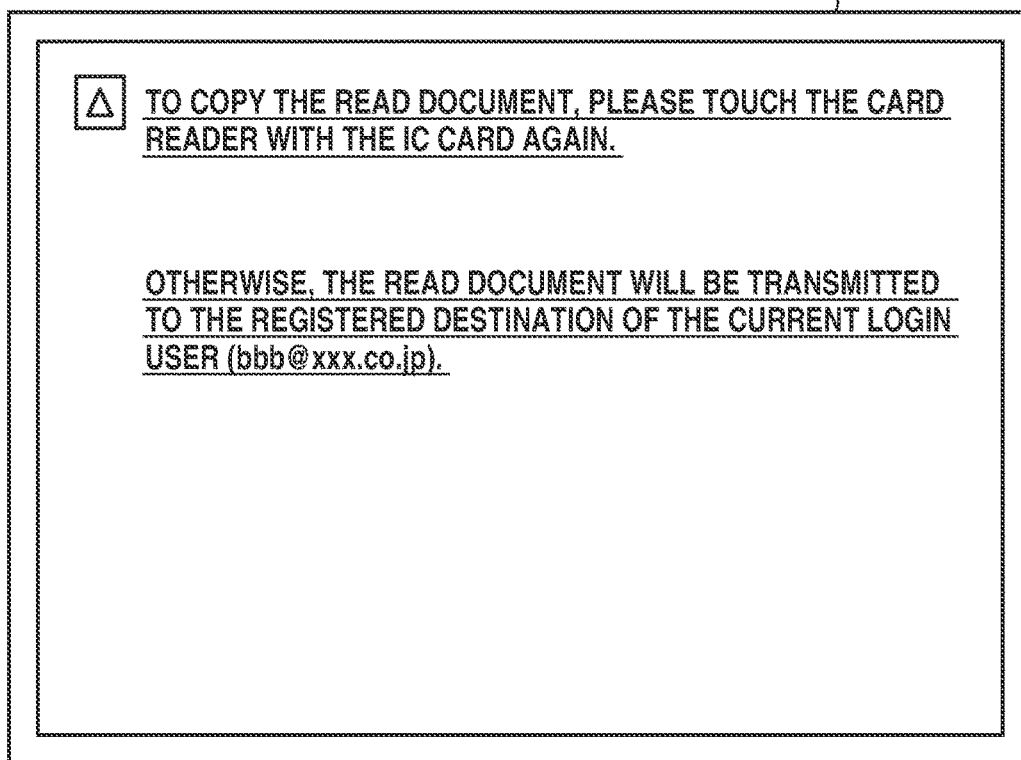 TO COPY THE READ DOCUMENT, PLEASE TOUCH THE CARD
READER WITH THE IC CARD AGAIN.
OTHERWISE, THE READ DOCUMENT WILL BE TRANSMITTED
TO THE REGISTERED DESTINATION OF THE CURRENT LOGIN
USER (bbb@xxx.co.jp).